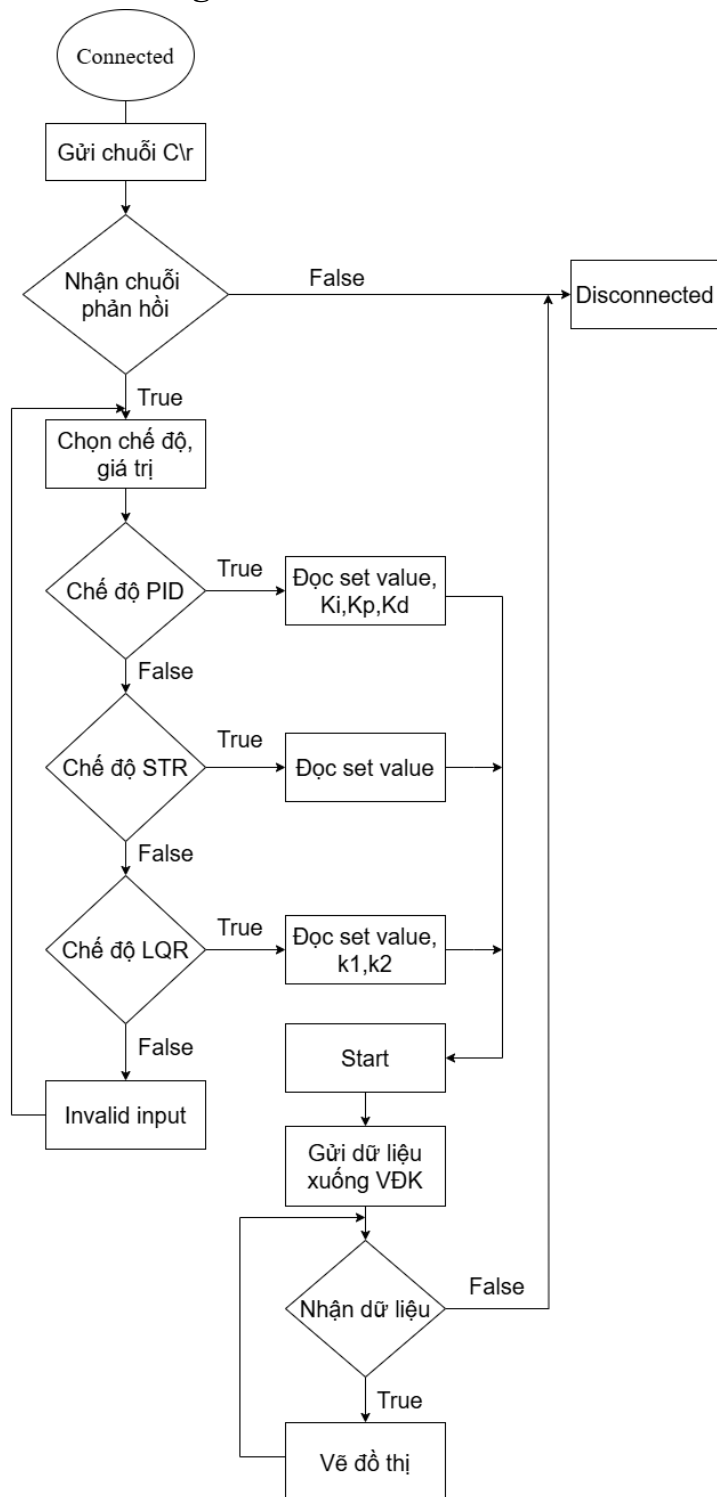 Connected
Gửi chuỗi C\r
Nhận chuỗi
phản hồi
False
Disconnected
True
Chọn chế độ,
giá trị
Chế độ PID
True
Đọc set value,
Ki,Kp,Kd
False
Chế độ STR
True
Đọc set value
False
Chế độ LQR
True
Đọc set value,
k1,k2
False
Start
Invalid input
Gửi dữ liệu
xuống VĐK
Nhận dữ liệu
False
True
Vẽ đồ thị